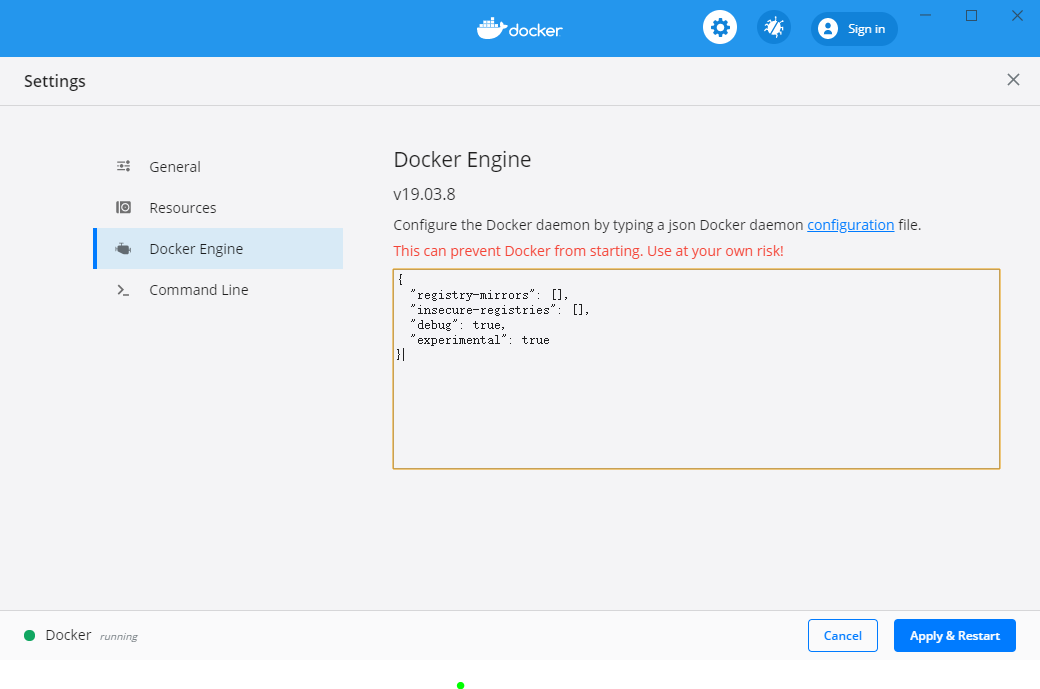 docker
Sign in
Settings
General
Resources
Docker Engine
Command Line
Docker Engine
v19.03.8
Configure the Docker daemon by typing a json Docker daemon configuration file.
This can prevent Docker from starting. Use at your own risk!
{
  "registry-mirrors": [],
  "insecure-registries": [],
  "debug": true,
  "experimental": true
}
Docker running
Cancel
Apply & Restart